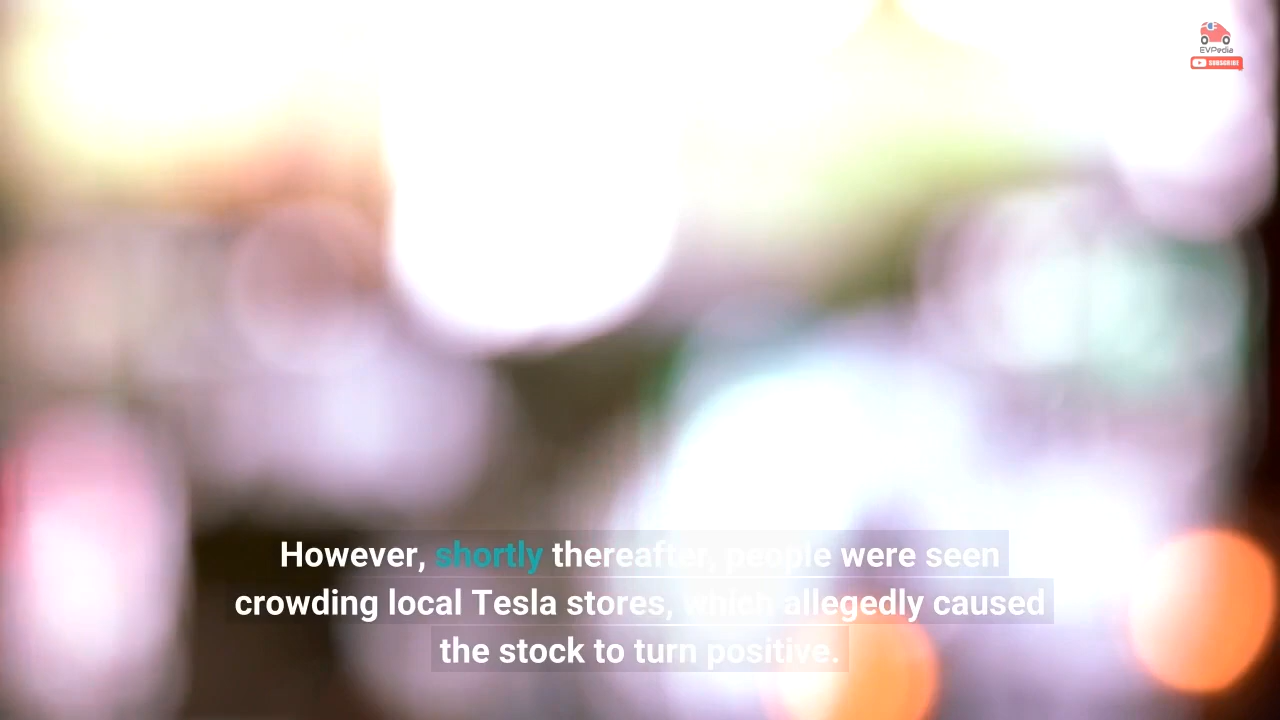 EVPedia
SUBSCRIBE
However, shortly thereafter, people were seen
crowding local Tesla stores, which allegedly caused
the stock to turn positive.